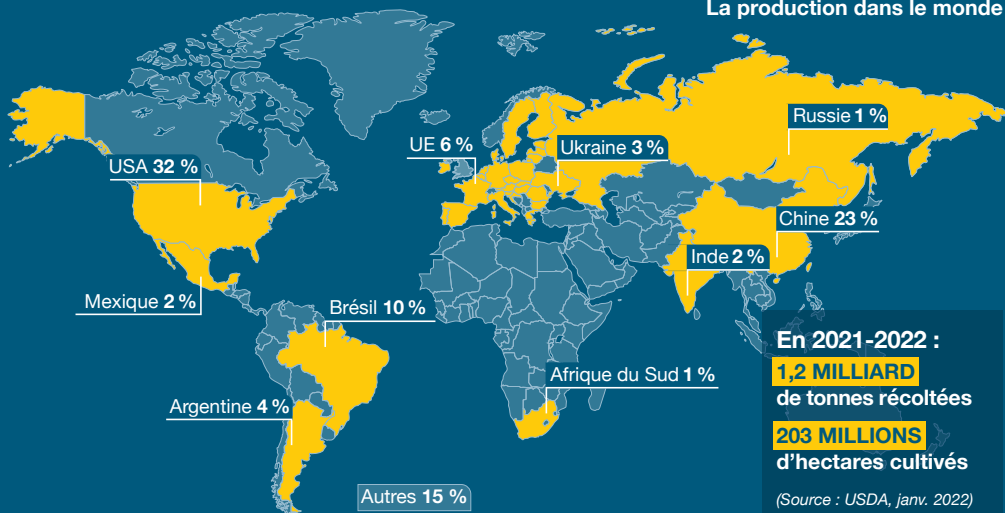 La production dans le monde
Russie 1 %
UE 6 %
Ukraine 3 %
USA 32 %
Chine 23 %
Inde 2 %
Mexique 2 %
Brésil 10 %
En 2021-2022 :
1,2 MILLIARD
de tonnes récoltées
Afrique du Sud 1 %
Argentine 4 %
203 MILLIONS
d'hectares cultivés
Autres 15 %
(Source : USDA, janv. 2022)